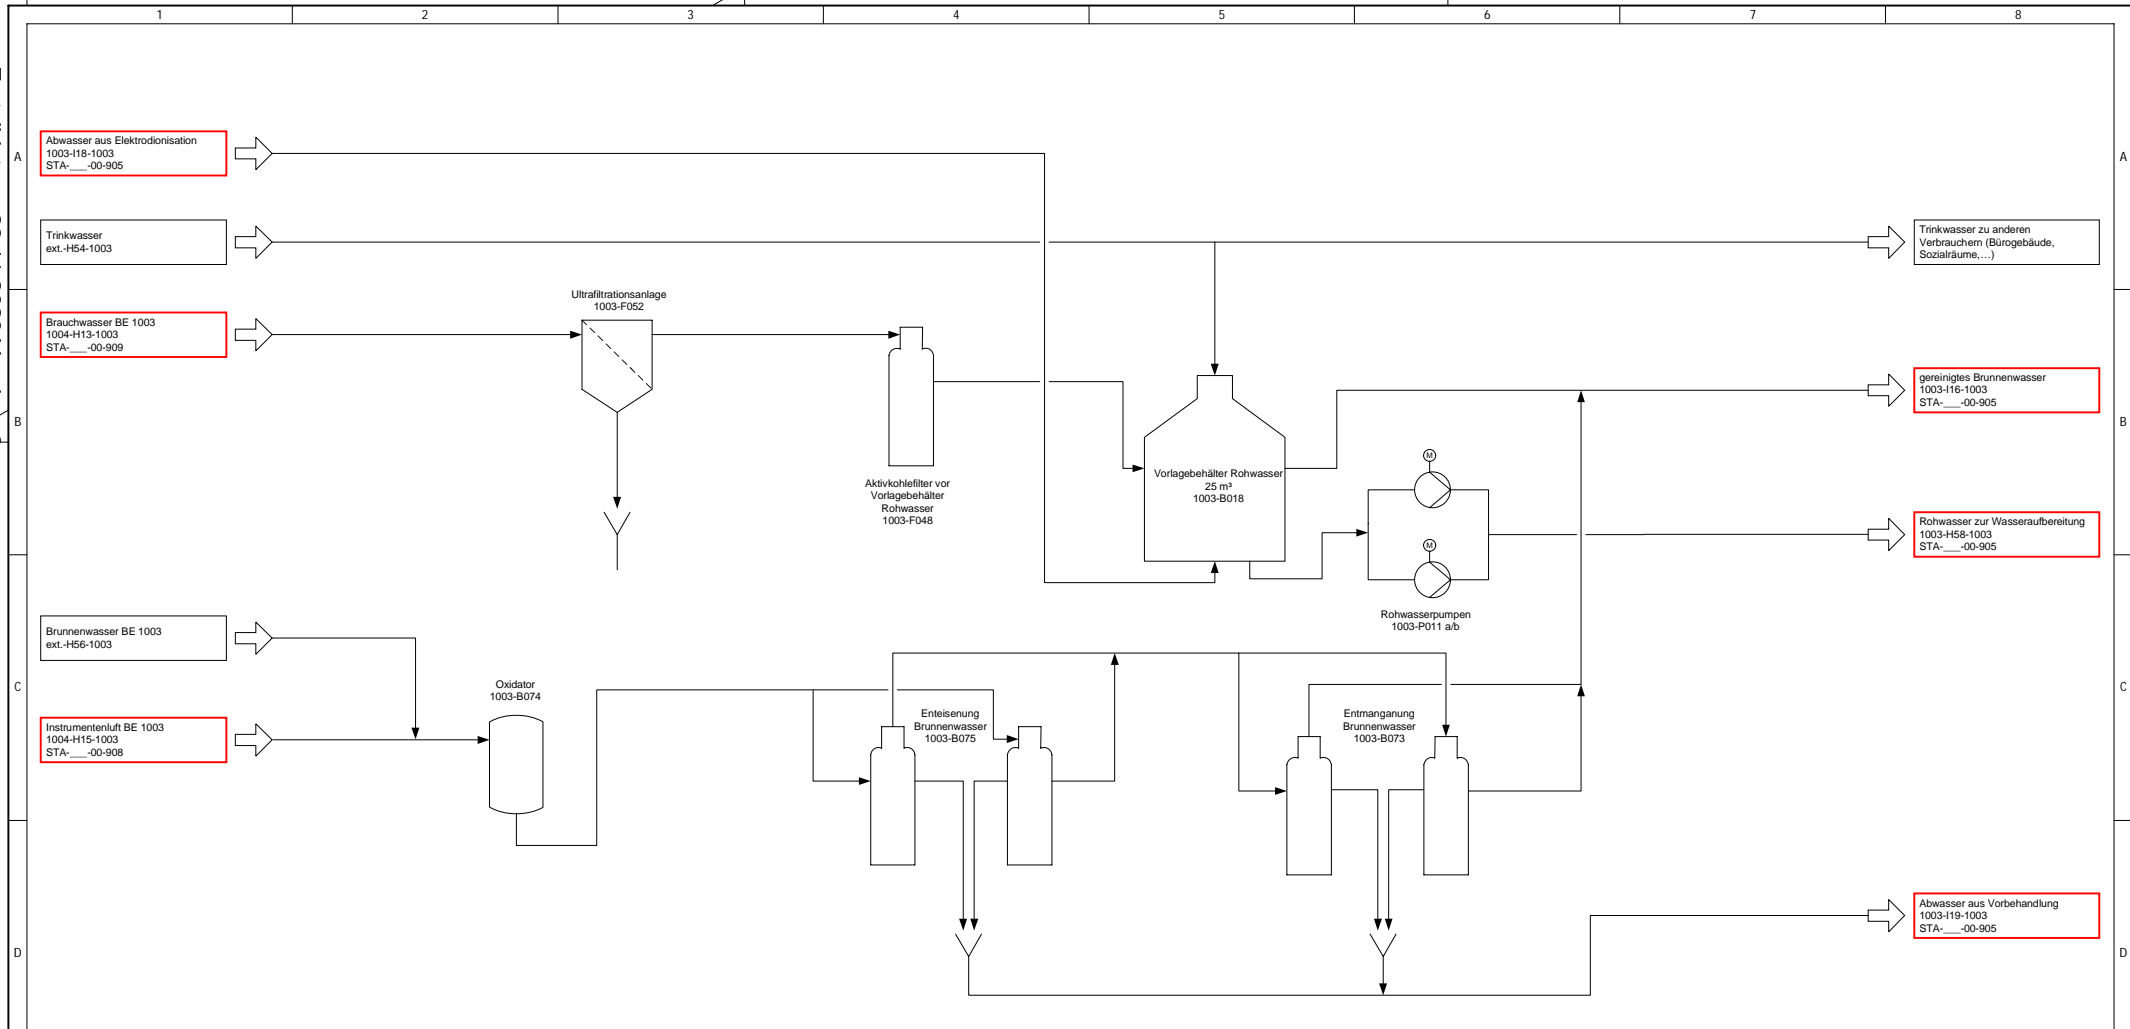 1 2 3 4 5 6 7 8
A A
Abwasser aus Elektrodionisation
1003-I18-1003
STA-___-00-905
Trinkwasser
ext.-H54-1003
Trinkwasser zu anderen
Verbrauchern (Bürogebäude,
Sozialräume,...)
Ultrafiltrationsanlage
1003-F052
Brauchwasser BE 1003
1004-H13-1003
STA-___-00-909
gereinigtes Brunnenwasser
1003-I16-1003
STA-___-00-905
B B
M
Vorlagebehälter Rohwasser
25 m³
1003-B018
Aktivkohlefilter vor
Vorlagebehälter
Rohwasser
1003-F048
Rohwasser zur Wasseraufbereitung
1003-H58-1003
STA-___-00-905
M
Rohwasserpumpen
1003-P011 a/b
Brunnenwasser BE 1003
ext.-H56-1003
C C
Oxidator
1003-B074
Enteisenung
Brunnenwasser
1003-B075
Entmanganung
Brunnenwasser
1003-B073
Instrumentenluft BE 1003
1004-H15-1003
STA-___-00-908
Abwasser aus Vorbehandlung
1003-I19-1003
STA-___-00-905
D D